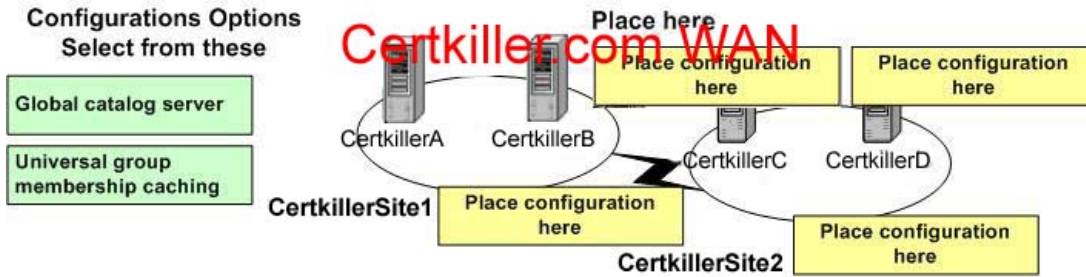 Configurations Options
Select from these
Global catalog server
Universal group
membership caching
Place here
Certkiller.com WAN
Place configuration
here
Place configuration
here
CertkillerA
CertkillerB
CertkillerC
CertkillerD
CertkillerSite1
Place configuration
here
CertkillerSite2
Place configuration
here